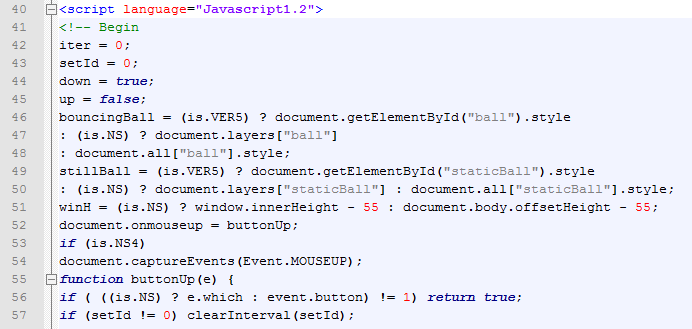 40 <script language="Javascript1.2">
41 <!-- Begin
42 iter = 0;
43 setId = 0;
44 down = true;
45 up = false;
46 bouncingBall = (is.VER5) ? document.getElementById("ball").style
47 : (is.NS) ? document.layers["ball"]
48 : document.all["ball"].style;
49 stillBall = (is.VER5) ? document.getElementById("staticBall").style
50 : (is.NS) ? document.layers["staticBall"] : document.all["staticBall"].style;
51 winH = (is.NS) ? window.innerHeight - 55 : document.body.offsetHeight - 55;
52 document.onmouseup = buttonUp;
53 if (is.NS4)
54 document.captureEvents(Event.MOUSEUP);
55 function buttonUp(e) {
56 if ( ((is.NS) ? e.which : event.button) != 1) return true;
57 if (setId != 0) clearInterval(setId);